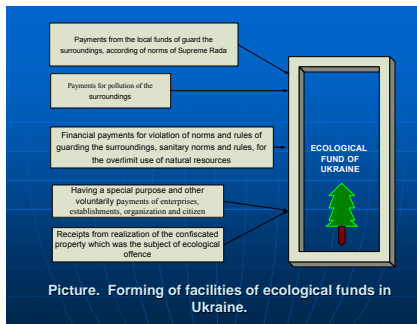 Payments from the local funds of guard the
surroundings, according of norms of Supreme Rada
Payments for pollution of the
surroundings
Financial payments for violation of norms and rules of
guarding the surroundings, sanitary norms and rules, for
the overlimit use of natural resources
Having a special purpose and other
voluntarily payments of enterprises,
establishments, organization and citizen
Receipts from realization of the confiscated
property which was the subject of ecological
offence
ECOLOGICAL
FUND OF
UKRAINE
Picture. Forming of facilities of ecological funds in
Ukraine.